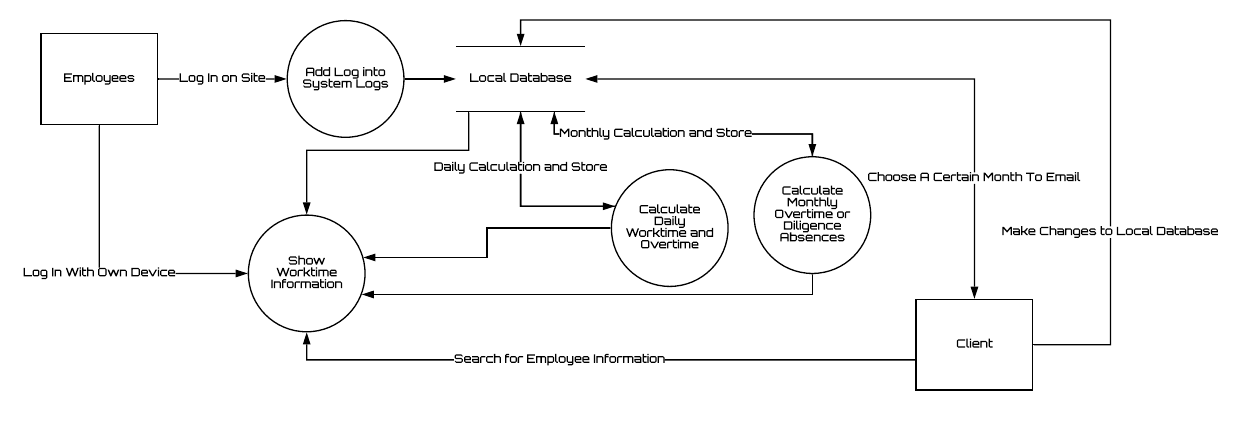 Employees
Log In on Site
Add Log into
System Logs
Local Database
Monthly Calculation and Store
Daily Calculation and Store
Choose A Certain Month To Email
Calculate
Monthly
Overtime or
Diligence
Absences
Calculate
Daily
Worktime and
Overtime
Make Changes to Local Database
Log In With Own Device
Show
Worktime
Information
Client
Search for Employee Information